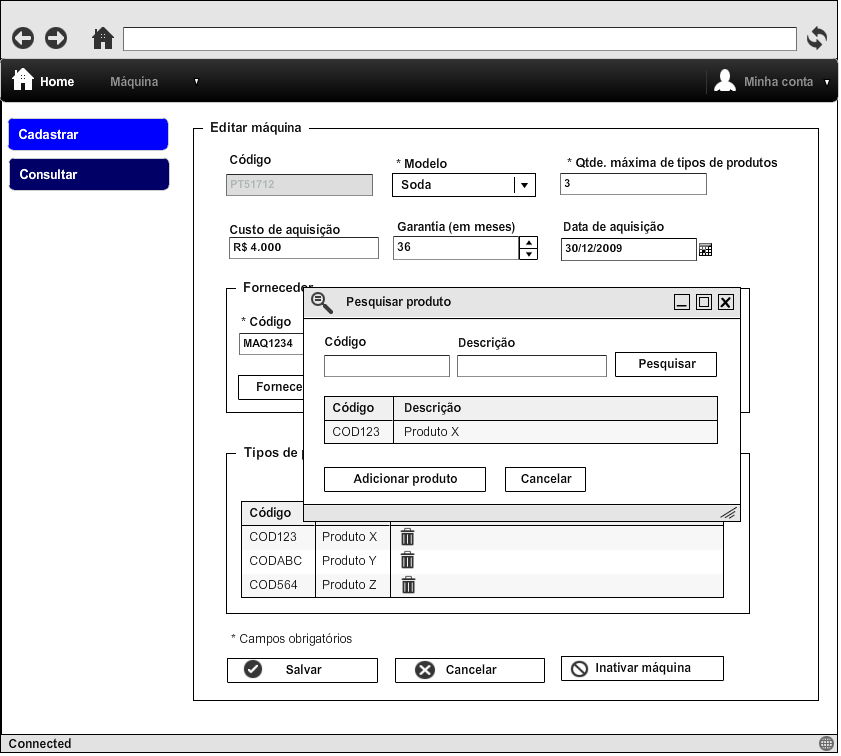 Home Máquina Minha conta
Cadastrar
Consultar
Editar máquina
Código * Modelo * Qtde. máxima de tipos de produtos
PT51712 Soda 3
Custo de aquisição Garantia (em meses) Data de aquisição
R$ 4.000 36 30/12/2009
Fornecedor
* Código
MAQ1234
Fornece
Pesquisar produto
Código Descrição
Pesquisar
Código Descrição
COD123 Produto X
Adicionar produto Cancelar
Tipos de
Código
COD123 Produto X
CODABC Produto Y
COD564 Produto Z
* Campos obrigatórios
Salvar Cancelar Inativar máquina
Connected